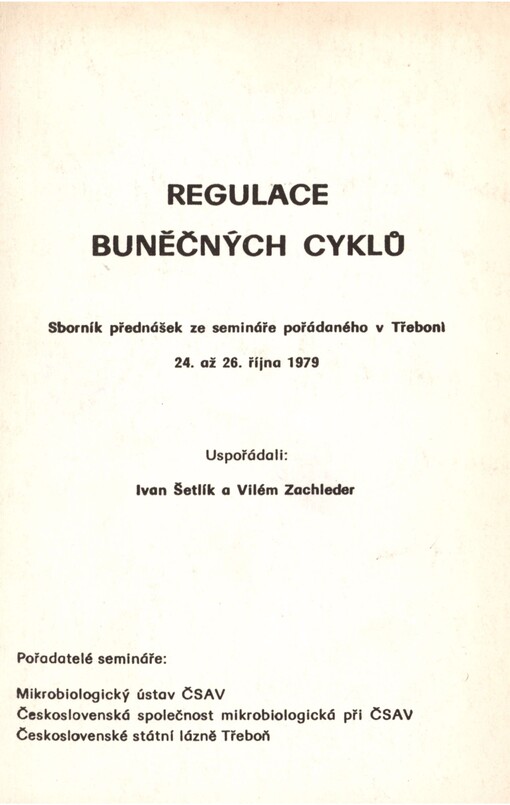 REGULACE
BUNĚČNÝCH CYKLŮ
Sborník přednášek ze semináře pořádaného v Třeboni
24. až 26. října 1979
Uspořádali:
Ivan Šetlík a Vilém Zachleder
Pořadatelé semináře:
Mikrobiologický ústav ČSAV
Československá společnost mikrobiologická při ČSAV
Československé státní lázně Třeboň